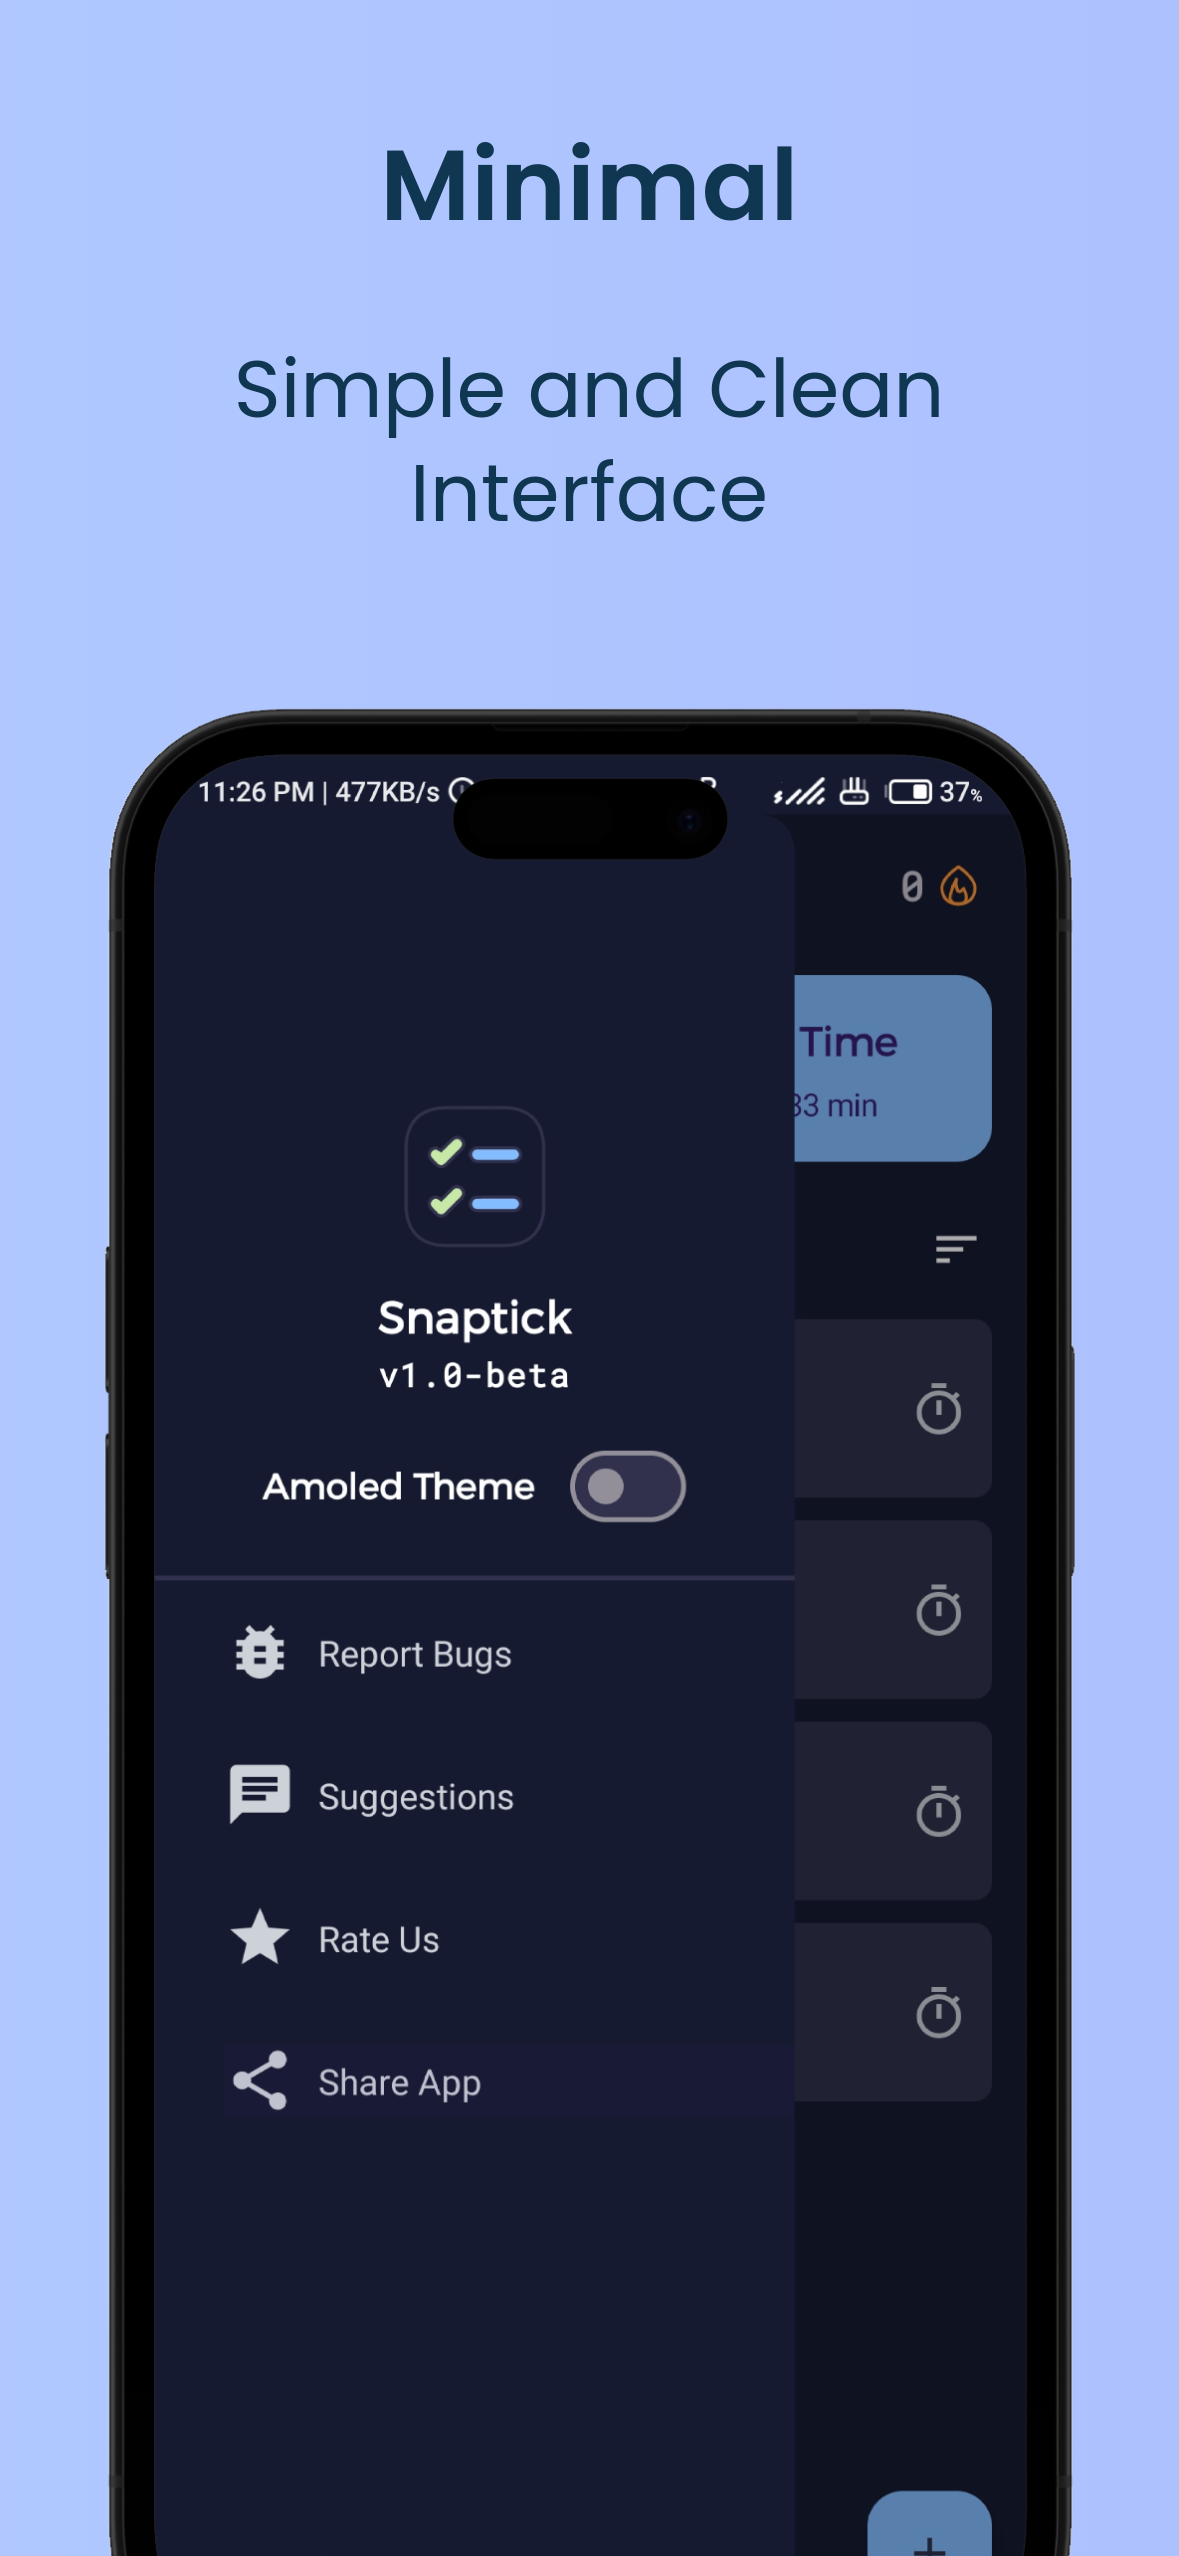 Minimal
Simple and Clean
Interface
11:26 PM | 477KB/s
37%
0
Time
33 min
Snaptick
v1.0-beta
Amoled Theme
Report Bugs
Suggestions
Rate Us
Share App